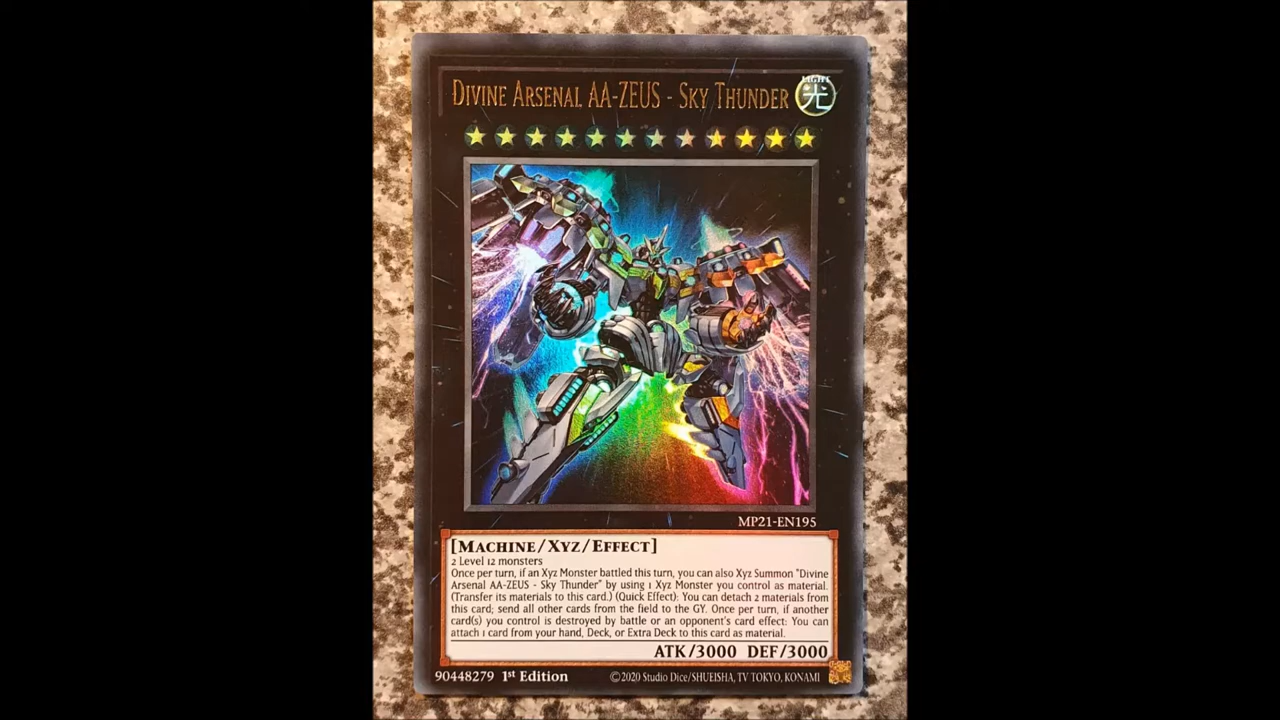 DIVINE ARSENAL AA-ZEUS - SKY THUNDER
LIGHT
光
MP21-EN195
[MACHINE/XYZ/EFFECT]
2 Level 12 monsters
Once per turn, if an Xyz Monster battled this turn, you can also Xyz Summon "Divine
Arsenal AA-ZEUS - Sky Thunder" by using 1 Xyz Monster you control as material.
(Transfer its materials to this card.) (Quick Effect): You can detach 2 materials from
this card; send all other cards from the field to the GY. Once per turn, if another
card(s) you control is destroyed by battle or an opponent's card effect: You can
attach 1 card from your hand, Deck, or Extra Deck to this card as material.
ATK/3000 DEF/3000
90448279 1st Edition ©2020 Studio Dice/SHUEISHA, TV TOKYO, KONAMI